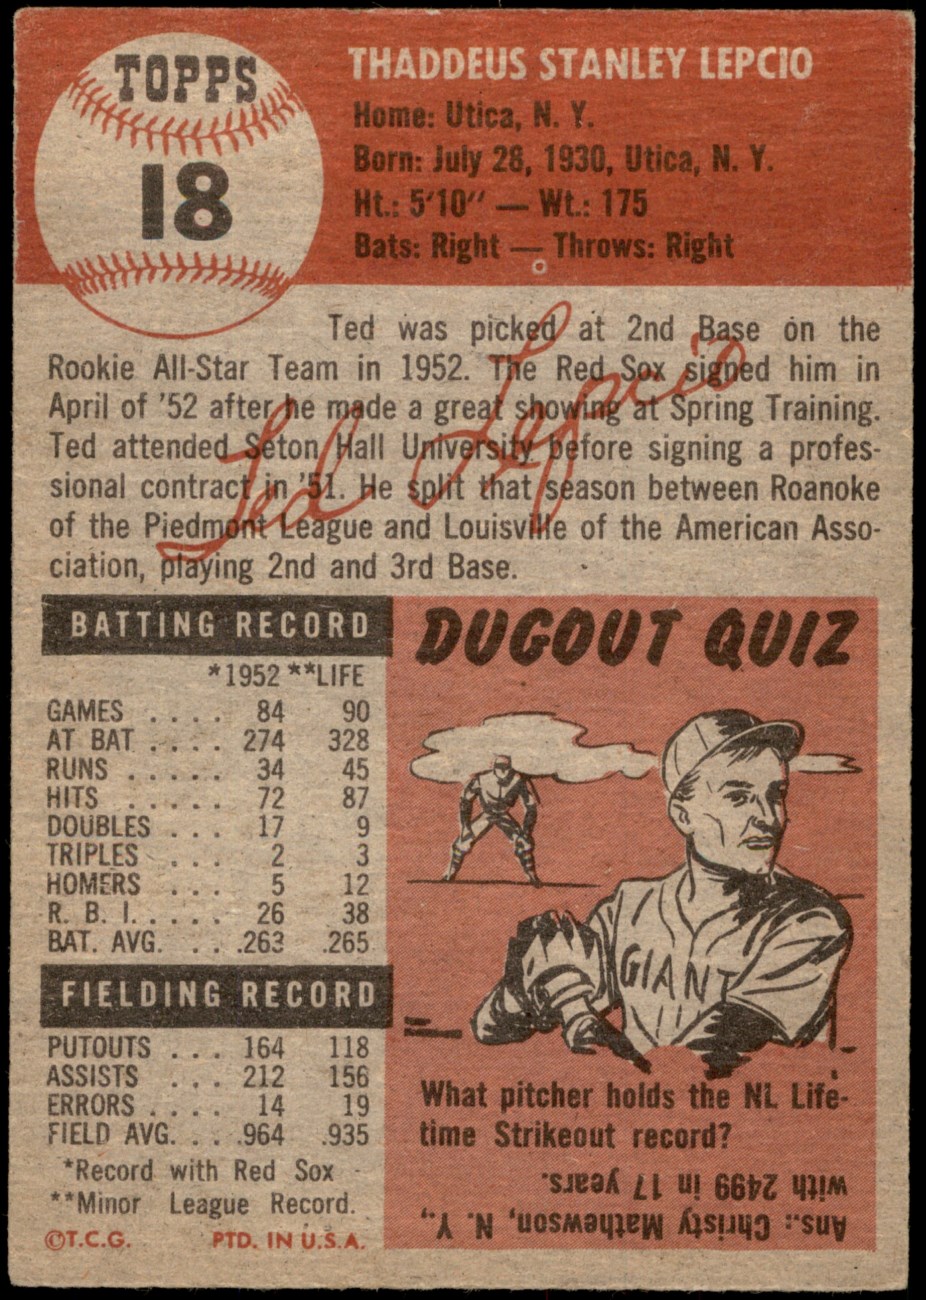 TOPPS
18
THADDEUS STANLEY LEPCIO
Home: Utica, N. Y.
Born: July 28, 1930, Utica, N. Y.
Ht.: 5'10" — Wt.: 175
Bats: Right — Throws: Right
Ted was picked at 2nd Base on the
Rookie All-Star Team in 1952. The Red Sox signed him in
April of '52 after he made a great showing at Spring Training.
Ted attended Seton Hall University before signing a profes-
sional contract in '51. He split that season between Roanoke
of the Piedmont League and Louisville of the American Asso-
ciation, playing 2nd and 3rd Base.
Ted Lepcio
BATTING RECORD
*1952 **LIFE
GAMES .... 84 90
AT BAT .... 274 328
RUNS ..... 34 45
HITS ..... 72 87
DOUBLES ... 17 9
TRIPLES ... 2 3
HOMERS ... 5 12
R. B. I. .... 26 38
BAT. AVG. ... .263 .265
FIELDING RECORD
PUTOUTS ... 164 118
ASSISTS ... 212 156
ERRORS .... 14 19
FIELD AVG. ... .964 .935
*Record with Red Sox
**Minor League Record.
©T.C.G. PTD. IN U.S.A.
DUGOUT QUIZ
GIANT
What pitcher holds the NL Life-
time Strikeout record?
Ans.: Christy Mathewson, N. Y.,
with 2499 in 17 years.